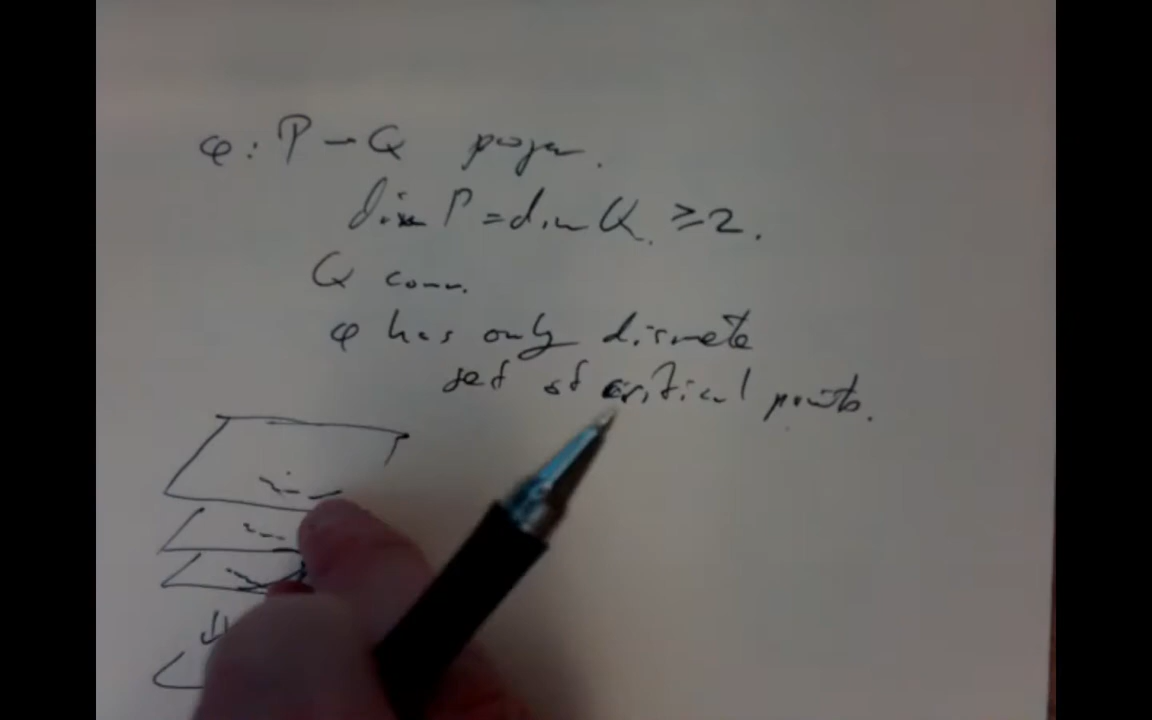 φ: P → Q proper.
dim P = dim Q ≥ 2.
Q conn.
φ has only discrete
set of critical points.